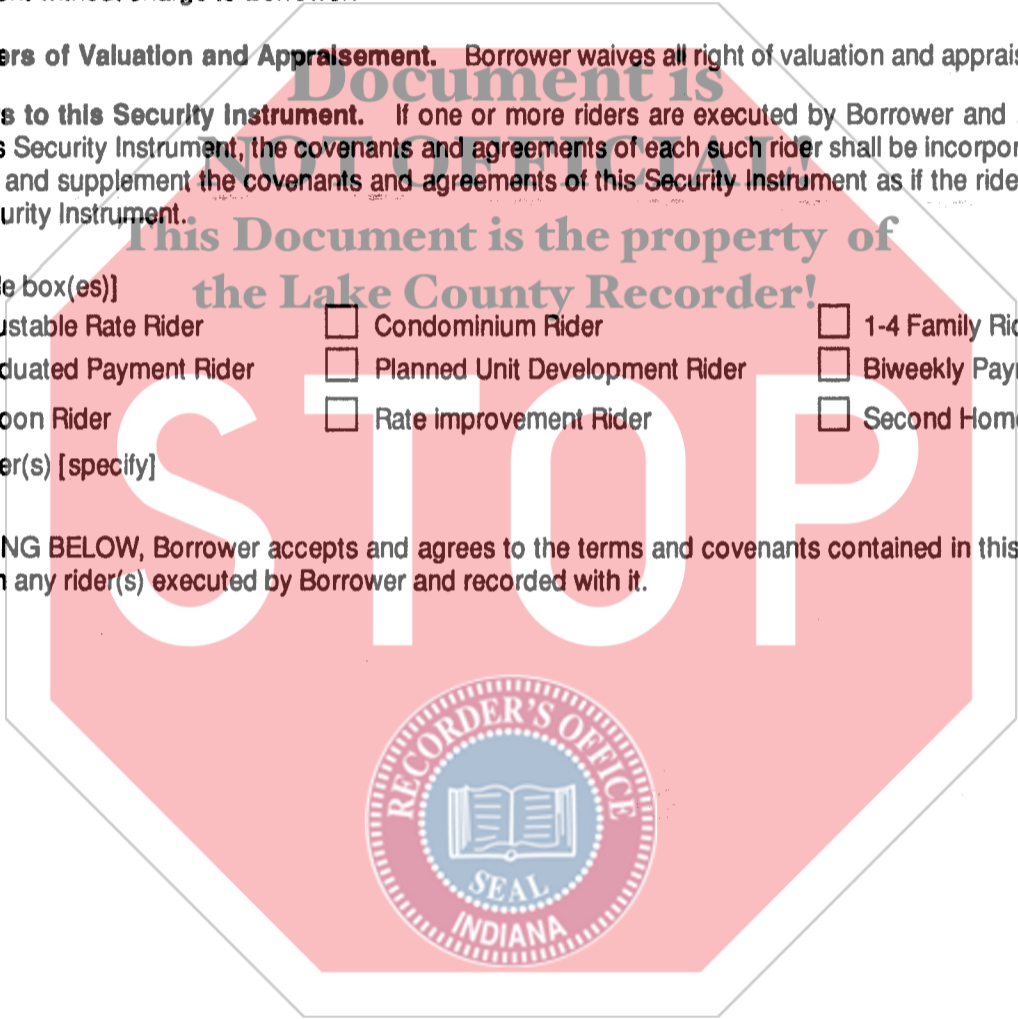 ers of Valuation and Appraisement. Borrower waives all right of valuation and apprais
Document is
s to this Security Instrument. If one or more riders are executed by Borrower and
s Security Instrument, the covenants and agreements of each such rider shall be incorpor
NOT OFFICIAL!
and supplement the covenants and agreements of this Security Instrument as if the ride
urity Instrument.
This Document is the property of
the Lake County Recorder!
e box(es)]
ustable Rate Rider Condominium Rider 1-4 Family Rid
duated Payment Rider Planned Unit Development Rider Biweekly Payr
oon Rider Rate Improvement Rider Second Home
er(s) [specify]
STOP
NG BELOW, Borrower accepts and agrees to the terms and covenants contained in this
any rider(s) executed by Borrower and recorded with it.
RECORDER'S OFFICE
SEAL
INDIANA